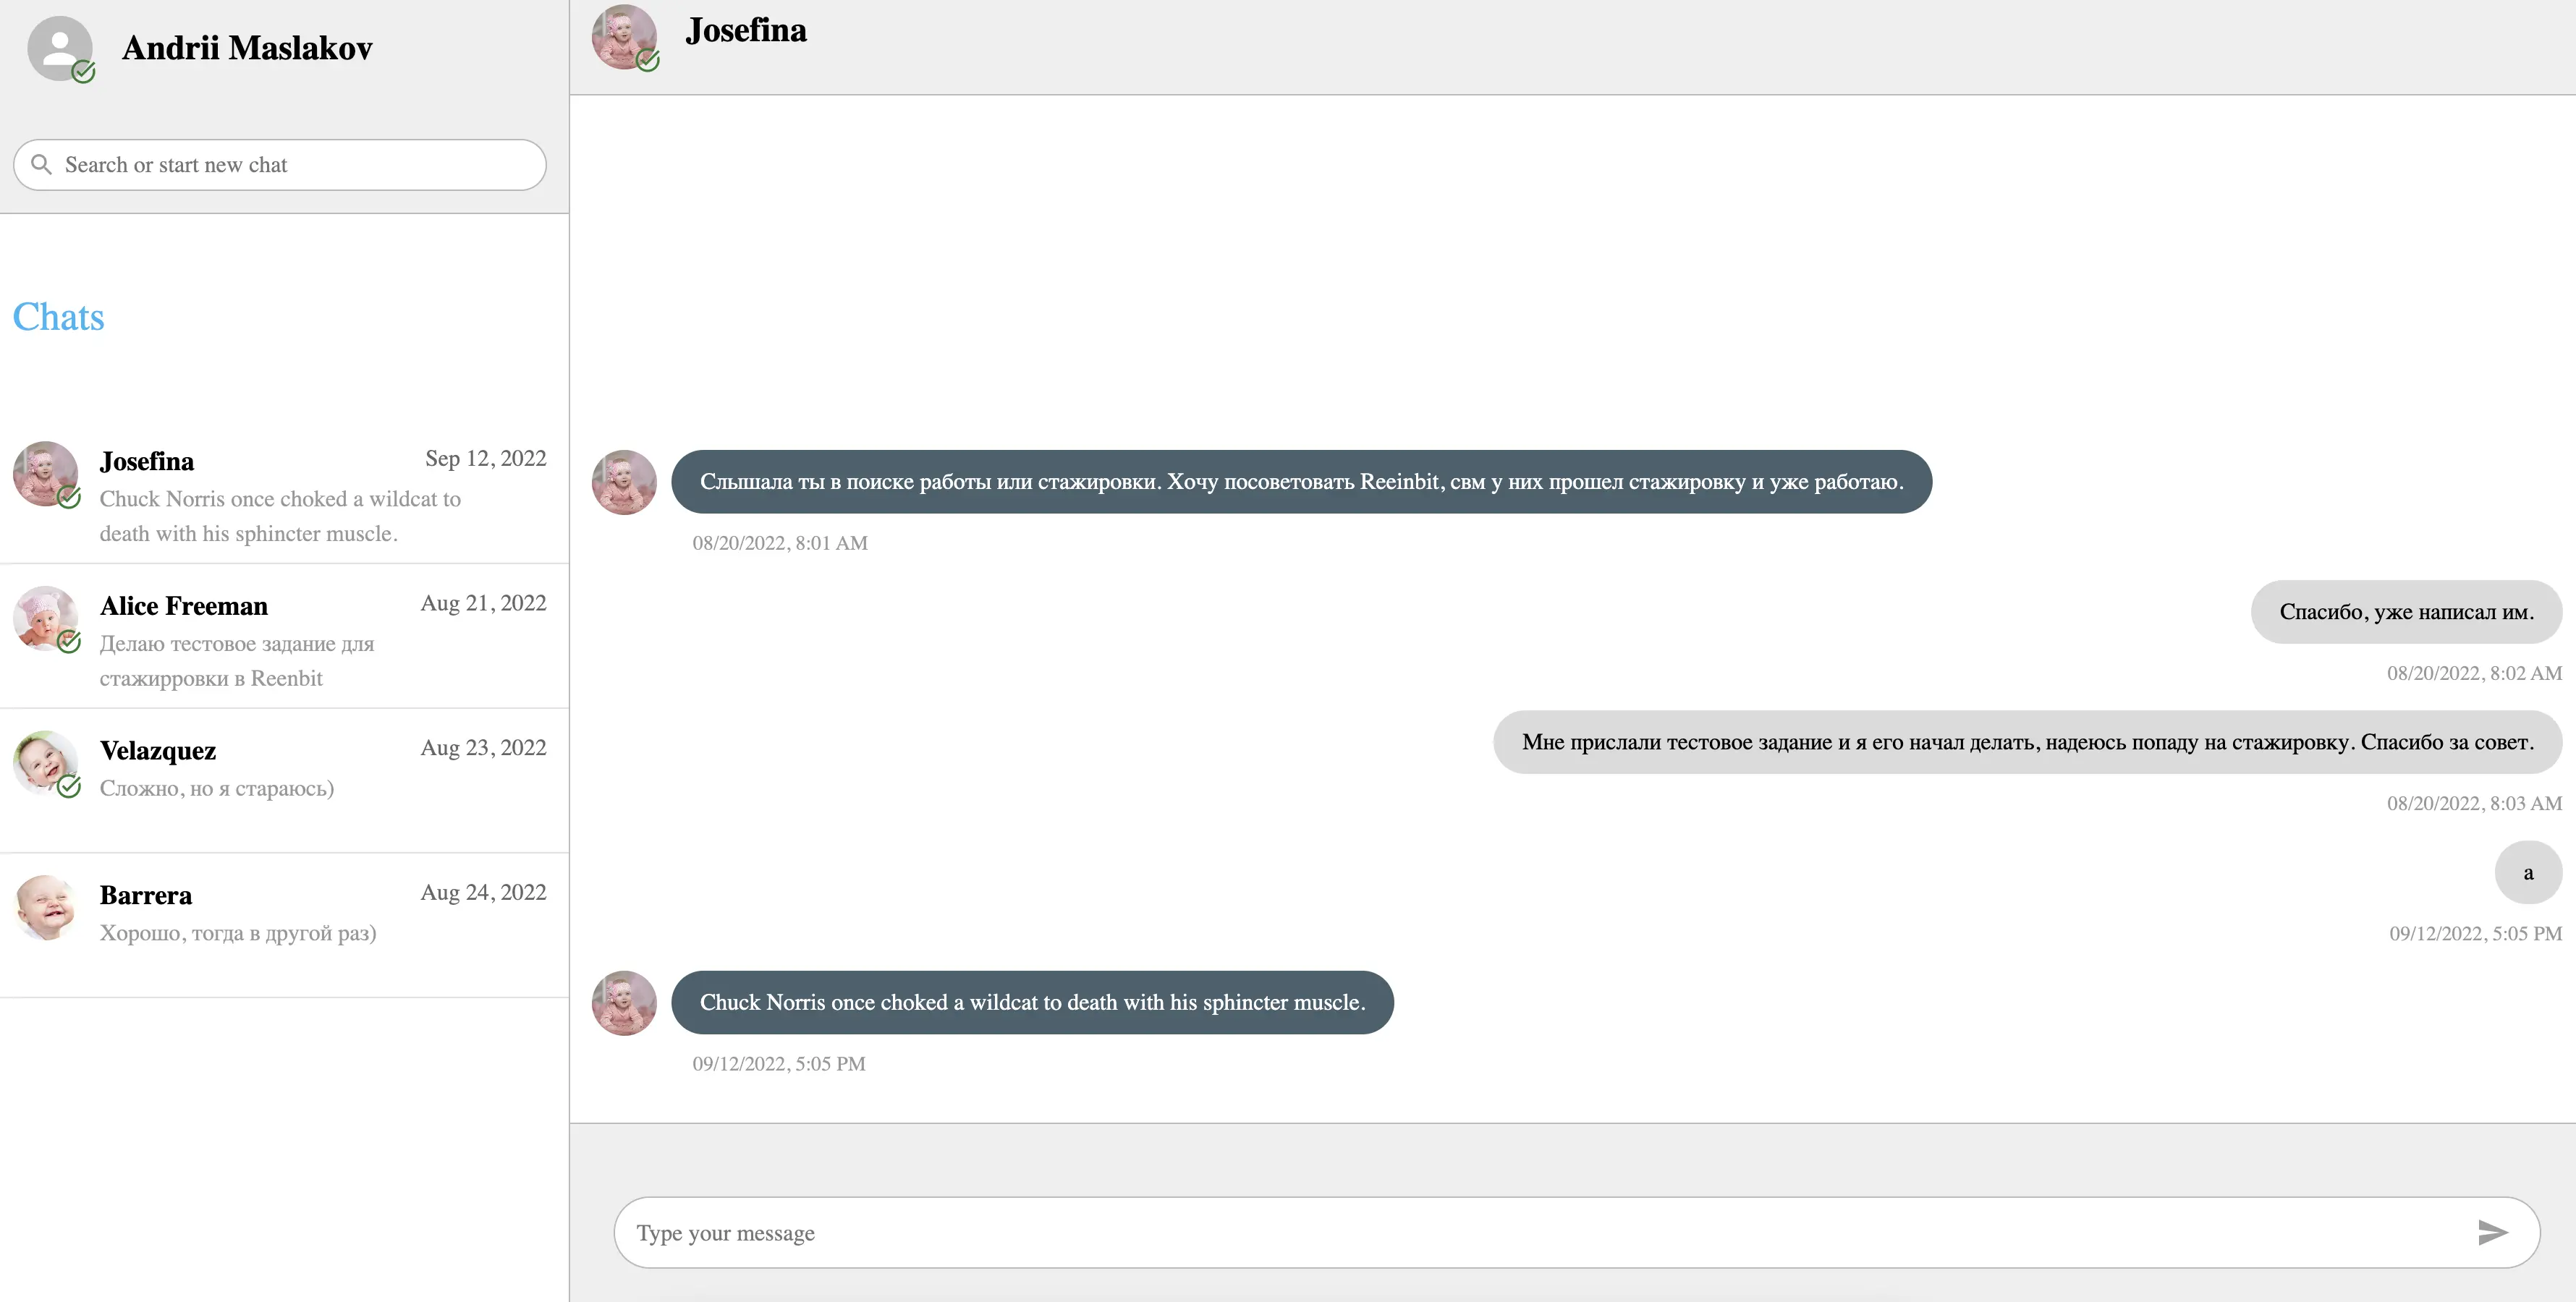 Andrii Maslakov
Search or start new chat
Chats
Josefina
Sep 12, 2022
Chuck Norris once choked a wildcat to
death with his sphincter muscle.
Alice Freeman
Aug 21, 2022
Делаю тестовое задание для
стажирровки в Reenbit
Velazquez
Aug 23, 2022
Сложно, но я стараюсь)
Barrera
Aug 24, 2022
Хорошо, тогда в другой раз)
Josefina
Слышала ты в поиске работы или стажировки. Хочу посоветовать Reeinbit, свм у них прошел стажировку и уже работаю.
08/20/2022, 8:01 AM
Спасибо, уже написал им.
08/20/2022, 8:02 AM
Мне прислали тестовое задание и я его начал делать, надеюсь попаду на стажировку. Спасибо за совет.
08/20/2022, 8:03 AM
а
09/12/2022, 5:05 PM
Chuck Norris once choked a wildcat to death with his sphincter muscle.
09/12/2022, 5:05 PM
Type your message